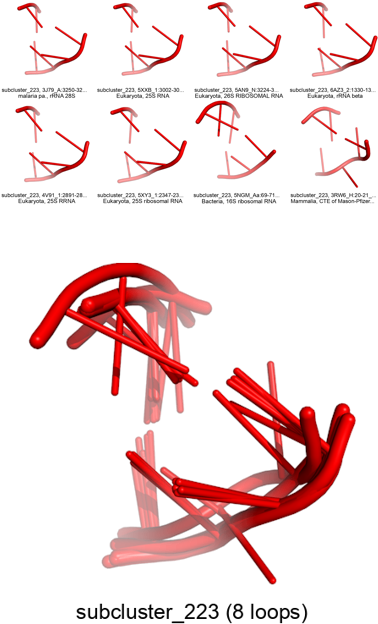 subcluster_223, 3J79_A:3250-32...
malaria pa., rRNA 28S
subcluster_223, 5XXB_1:3002-30...
Eukaryota, 25S RNA
subcluster_223, 5AN9_N:3224-3...
Eukaryota, 26S RIBOSOMAL RNA
subcluster_223, 6AZ3_2:1330-13...
Eukaryota, rRNA beta
subcluster_223, 4V91_1:2891-28...
Eukaryota, 25S RRNA
subcluster_223, 5XY3_1:2347-23...
Eukaryota, 25S ribosomal RNA
subcluster_223, 5NGM_Aa:69-71...
Bacteria, 16S ribosomal RNA
subcluster_223, 3RW6_H:20-21_...
Mammalia, CTE of Mason-Pfizer...
subcluster_223 (8 loops)